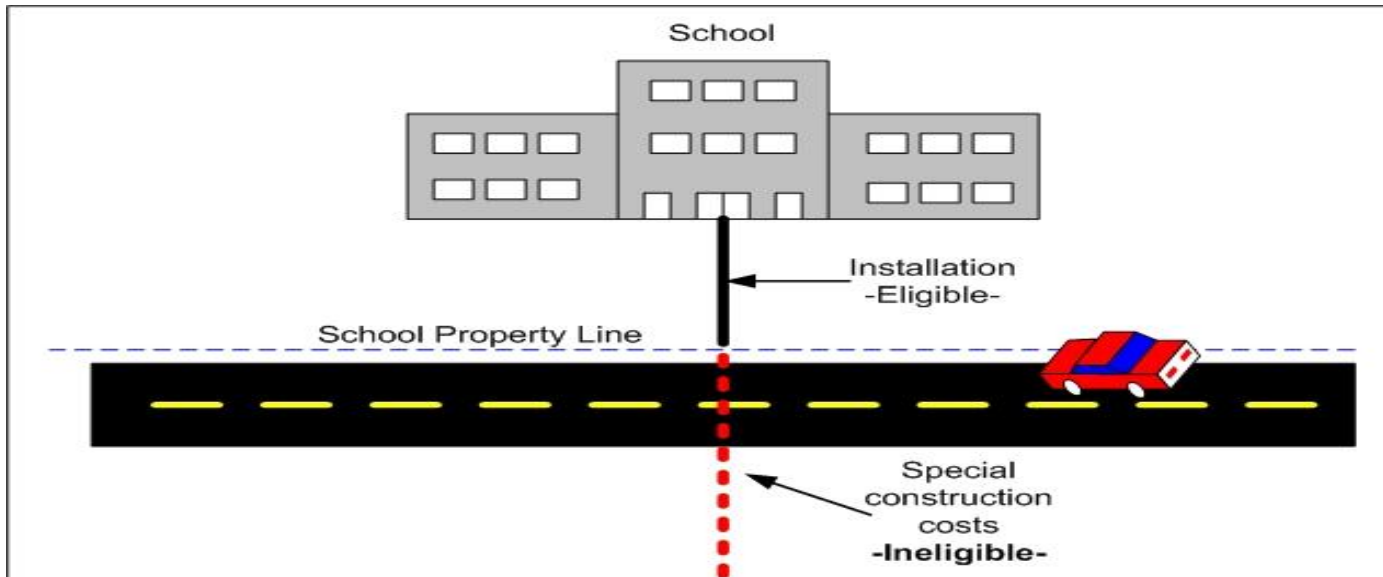 School
Installation
-Eligible-
School Property Line
Special
construction
costs
-Ineligible-